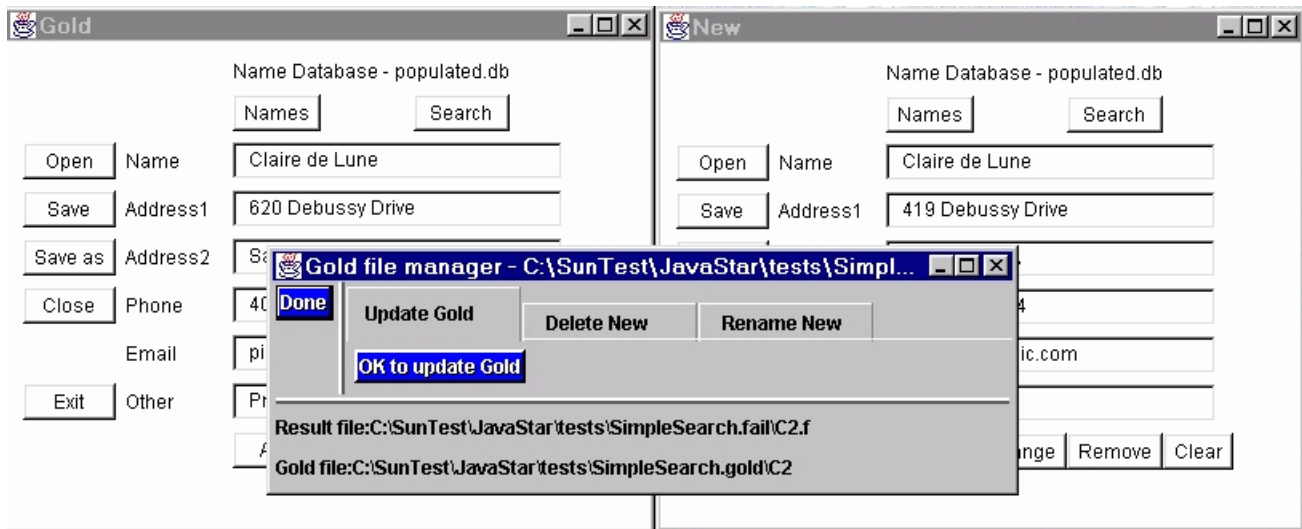 Gold
Name Database - populated.db
Names Search
Open Name Claire de Lune
Save Address1 620 Debussy Drive
Save as Address2
Close Phone
Email
Exit Other
New
Name Database - populated.db
Names Search
Open Name Claire de Lune
Save Address1 419 Debussy Drive
ic.com
Remove Clear
Gold file manager - C:\SunTest\JavaStar\tests\Simpl...
Done Update Gold Delete New Rename New
OK to update Gold
Result file:C:\SunTest\JavaStar\tests\SimpleSearch.fail\C2.f
Gold file:C:\SunTest\JavaStar\tests\SimpleSearch.gold\C2